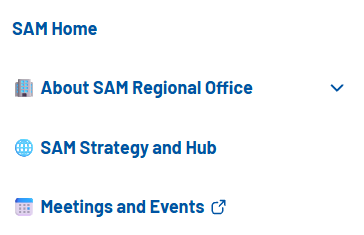 SAM Home
About SAM Regional Office
SAM Strategy and Hub
Meetings and Events